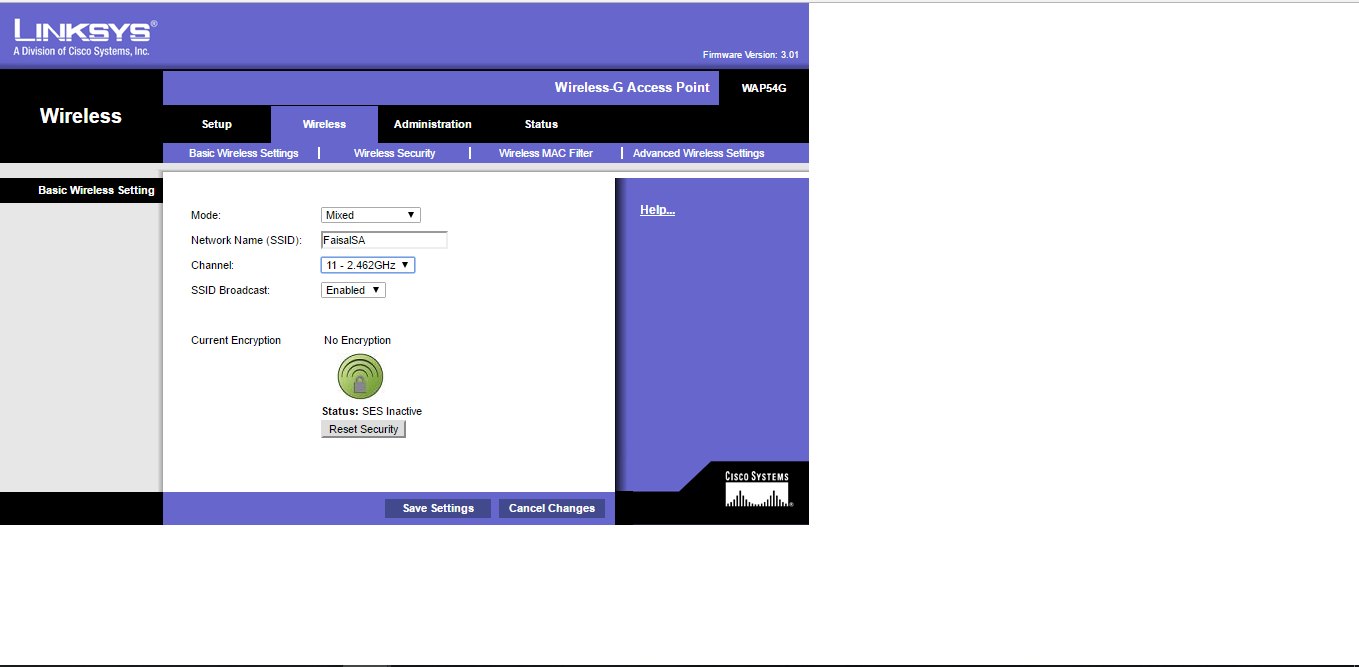 LINKSYS®
A Division of Cisco Systems, Inc.
Firmware Version: 3.01
Wireless-G Access Point WAP54G
Wireless
Setup Wireless Administration Status
Basic Wireless Settings | Wireless Security | Wireless MAC Filter | Advanced Wireless Settings
Basic Wireless Setting
Help...
Mode: Mixed
Network Name (SSID): FaisalSA
Channel: 11 - 2.462GHz
SSID Broadcast: Enabled
Current Encryption No Encryption
Status: SES Inactive
Reset Security
CISCO SYSTEMS
®
Save Settings Cancel Changes